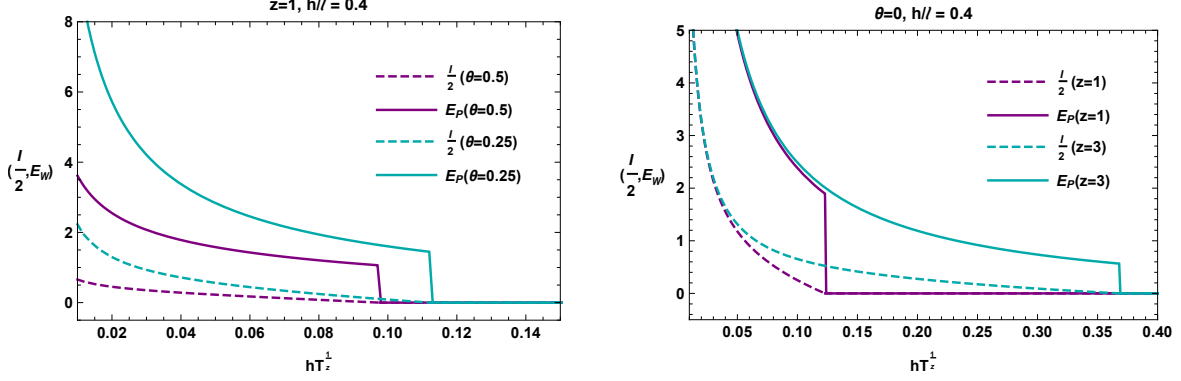 z=1, h// = 0.4
8
6
4
2
0
(I/2,E_W)
I/2 (θ=0.5)
E_P(θ=0.5)
I/2 (θ=0.25)
E_P(θ=0.25)
0.02 0.04 0.06 0.08 0.10 0.12 0.14
hT^{1/z}
θ=0, h// = 0.4
5
4
3
2
1
0
(I/2,E_W)
I/2 (z=1)
E_P(z=1)
I/2 (z=3)
E_P(z=3)
0.05 0.10 0.15 0.20 0.25 0.30 0.35 0.40
hT^{1/z}